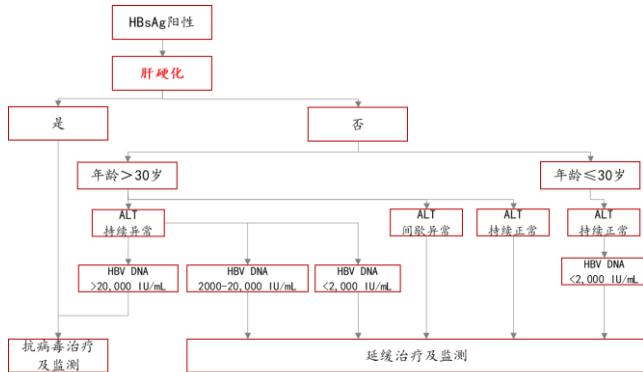 HBsAg阳性
肝硬化
是
否
年龄＞30岁
年龄≤30岁
ALT
持续异常
ALT
间歇异常
ALT
持续正常
ALT
持续正常
HBV DNA
>20,000 IU/mL
HBV DNA
2000-20,000 IU/mL
HBV DNA
<2,000 IU/mL
HBV DNA
<2,000 IU/mL
抗病毒治疗
及监测
延缓治疗及监测